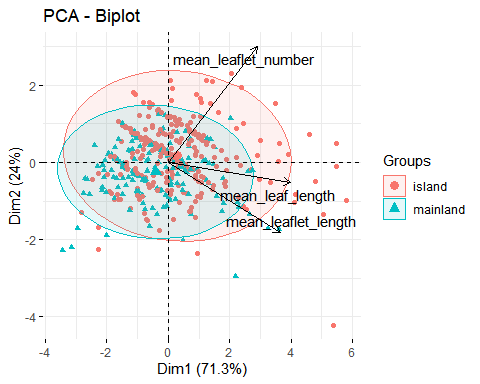 PCA - Biplot
mean_leaflet_number
mean_leaf_length
mean_leaflet_length
2
0
-2
-4
-4
-2
0
2
4
6
Dim2 (24%)
Dim1 (71.3%)
Groups
island
mainland